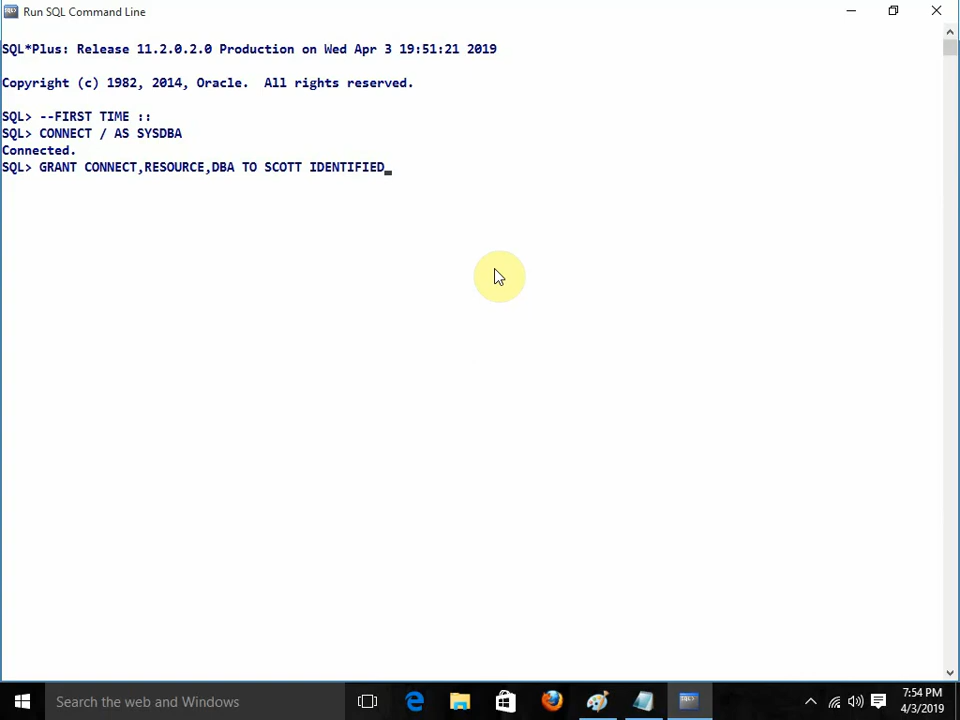 Run SQL Command Line
SQL*Plus: Release 11.2.0.2.0 Production on Wed Apr 3 19:51:21 2019
Copyright (c) 1982, 2014, Oracle.  All rights reserved.
SQL> --FIRST TIME ::
SQL> CONNECT / AS SYSDBA
Connected.
SQL> GRANT CONNECT,RESOURCE,DBA TO SCOTT IDENTIFIED_
Search the web and Windows
7:54 PM
4/3/2019